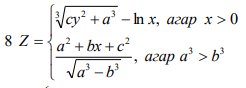 8 Z = { ∛(cy² + a³) − ln x, агар x > 0
(a² + bx + c²) / √(a³ − b³), агар a³ > b³